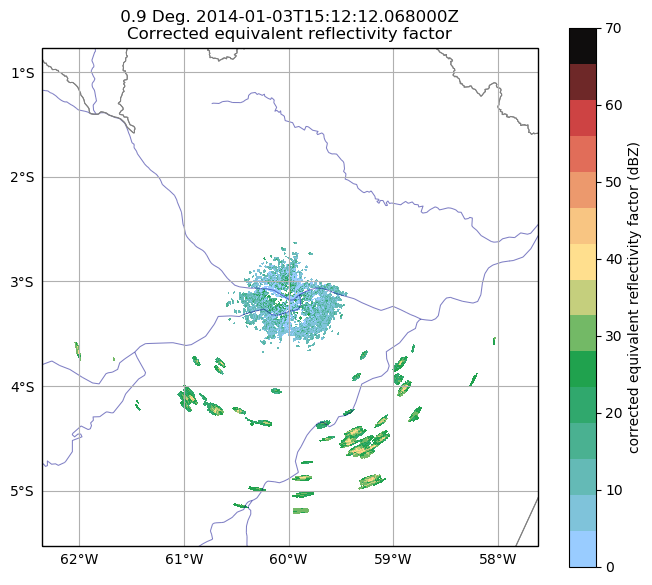 0.9 Deg. 2014-01-03T15:12:12.068000Z
Corrected equivalent reflectivity factor
1°S
2°S
3°S
4°S
5°S
62°W
61°W
60°W
59°W
58°W
70
60
50
40
30
20
10
0
corrected equivalent reflectivity factor (dBZ)